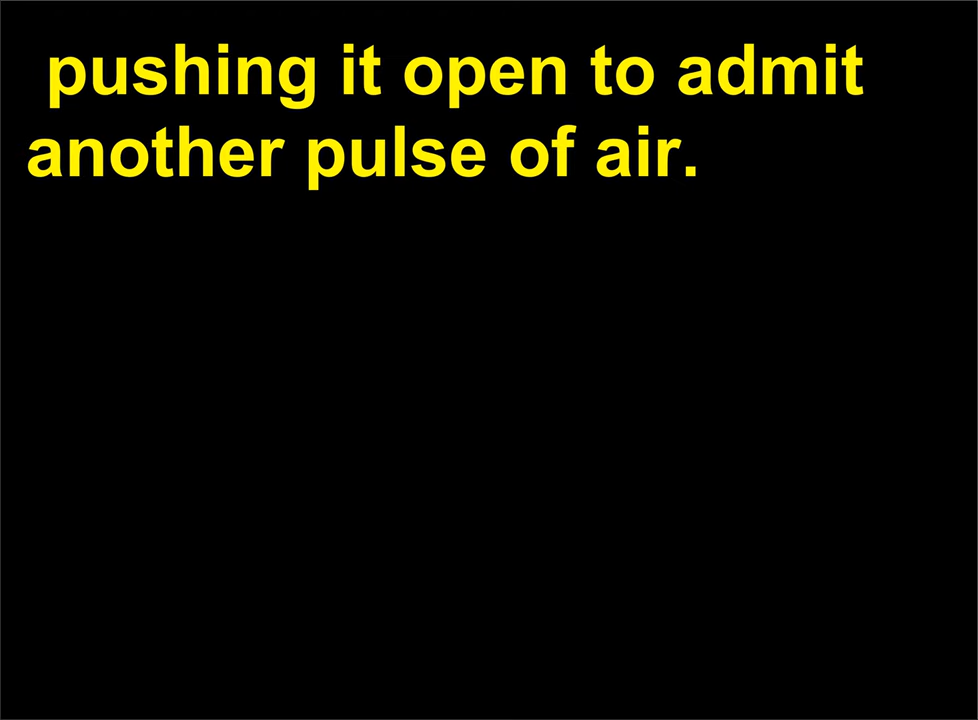 pushing it open to admit
another pulse of air.